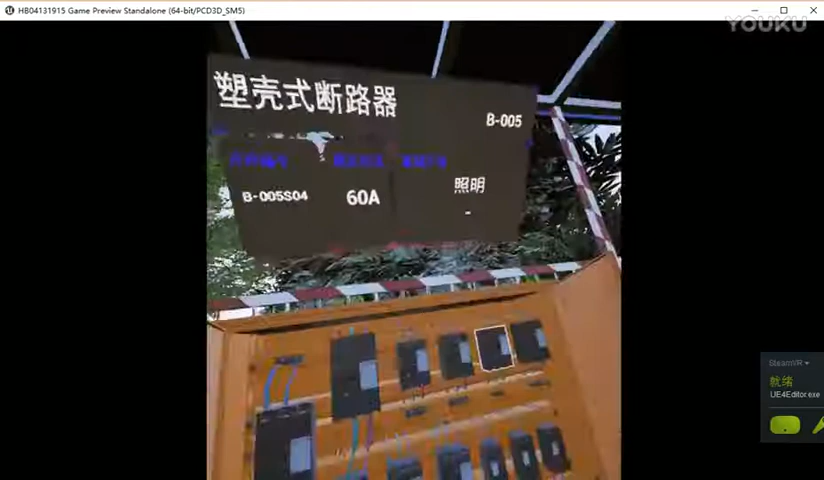 HB04131915 Game Preview Standalone (64-bit/PCD3D_SM5)
YOUKU
塑壳式断路器
B-005
B-005S04 60A 照明
-
SteamVR
就绪
UE4Editor.exe